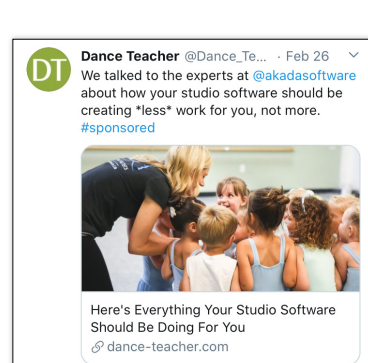 DT
Dance Teacher @Dance_Te... · Feb 26
We talked to the experts at @akadasoftware
about how your studio software should be
creating *less* work for you, not more.
#sponsored
Here's Everything Your Studio Software
Should Be Doing For You
dance-teacher.com